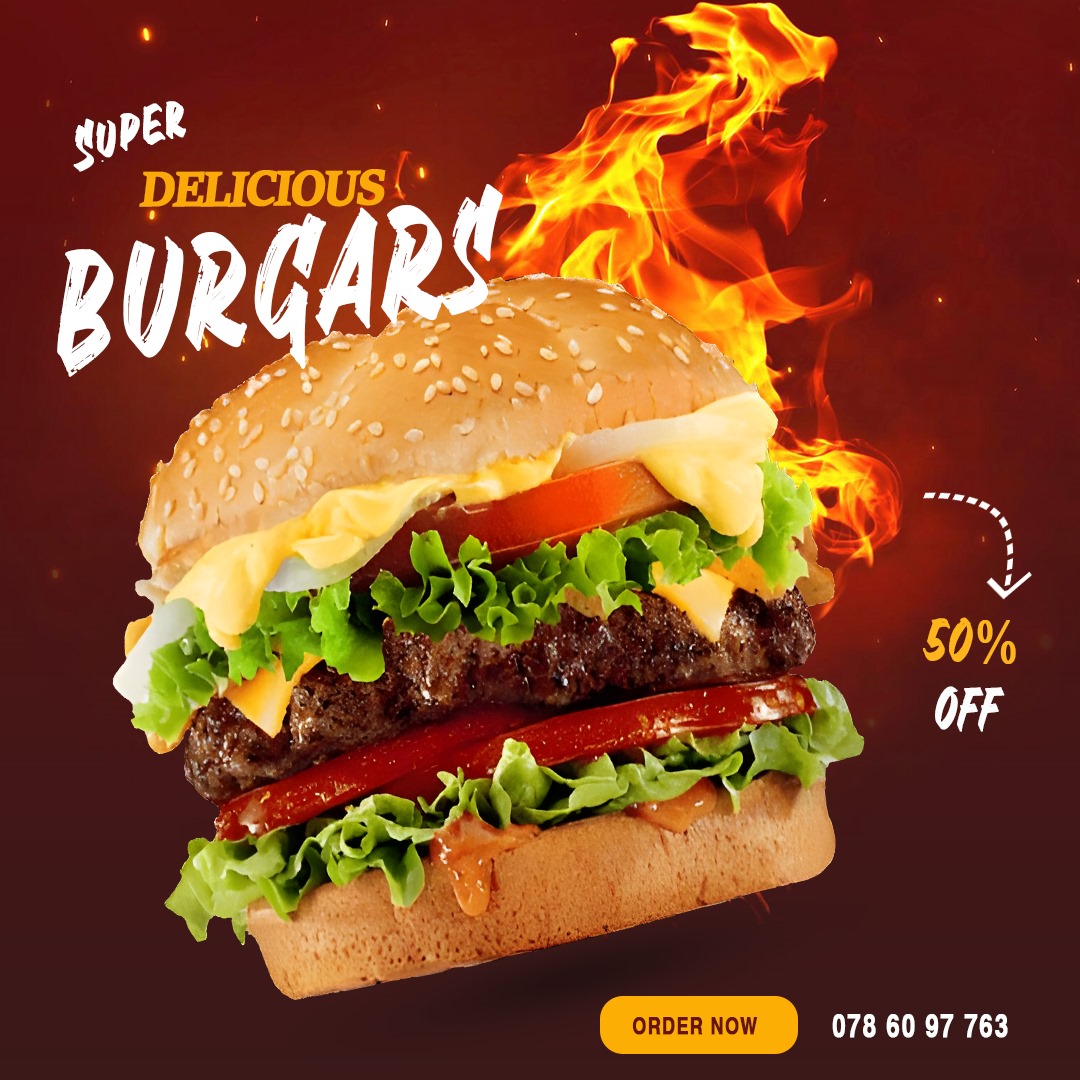 SUPER
DELICIOUS
BURGARS
50%
OFF
ORDER NOW
078 60 97 763